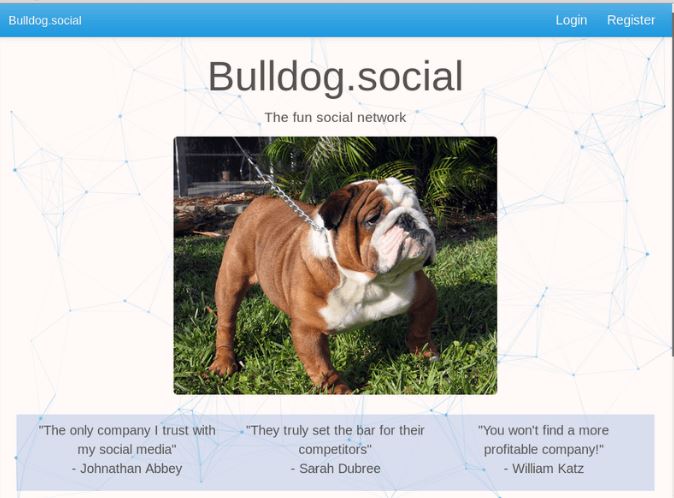 Bulldog.social
Login Register
Bulldog.social
The fun social network
"The only company I trust with
my social media"
- Johnathan Abbey
"They truly set the bar for their
competitors"
- Sarah Dubree
"You won't find a more
profitable company!"
- William Katz